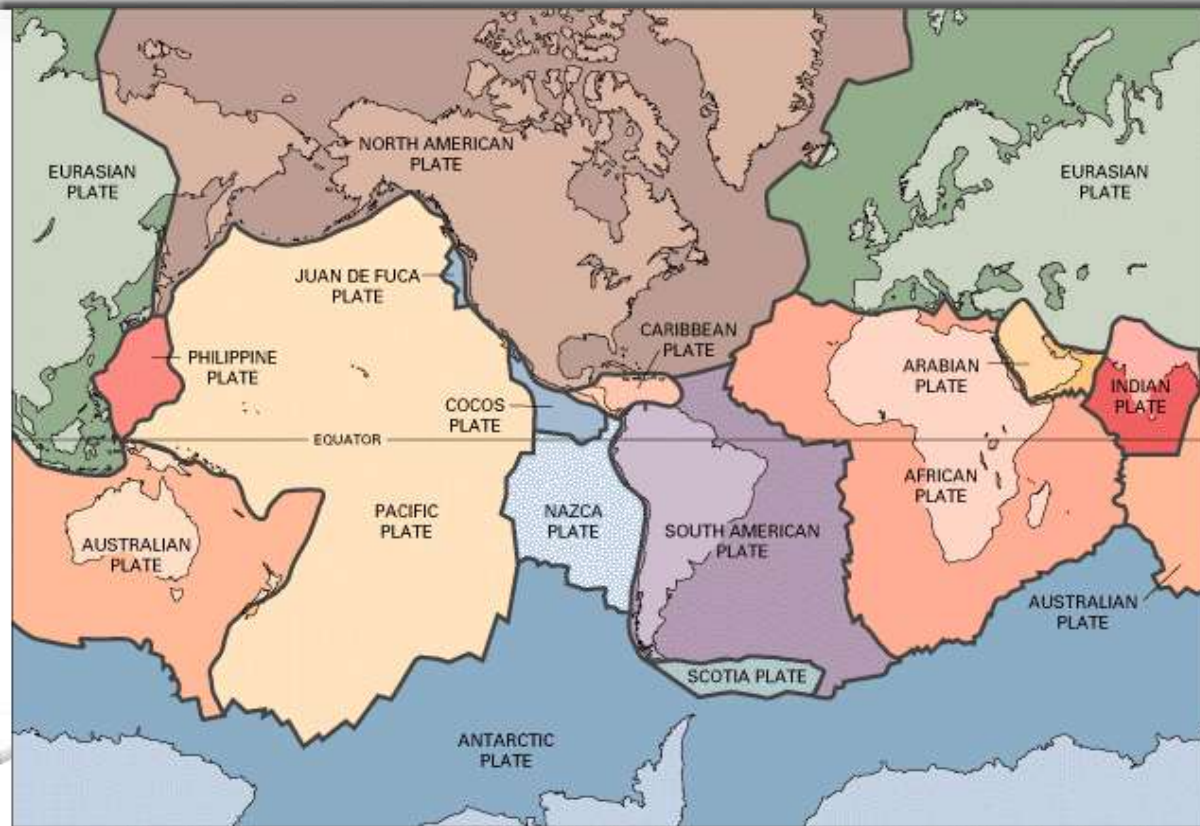 NORTH AMERICAN
PLATE
EURASIAN
PLATE
EURASIAN
PLATE
JUAN DE FUCA
PLATE
CARIBBEAN
PLATE
PHILIPPINE
PLATE
ARABIAN
PLATE
INDIAN
PLATE
COCOS
PLATE
EQUATOR
AFRICAN
PLATE
PACIFIC
PLATE
NAZCA
PLATE
SOUTH AMERICAN
PLATE
AUSTRALIAN
PLATE
AUSTRALIAN
PLATE
SCOTIA PLATE
ANTARCTIC
PLATE